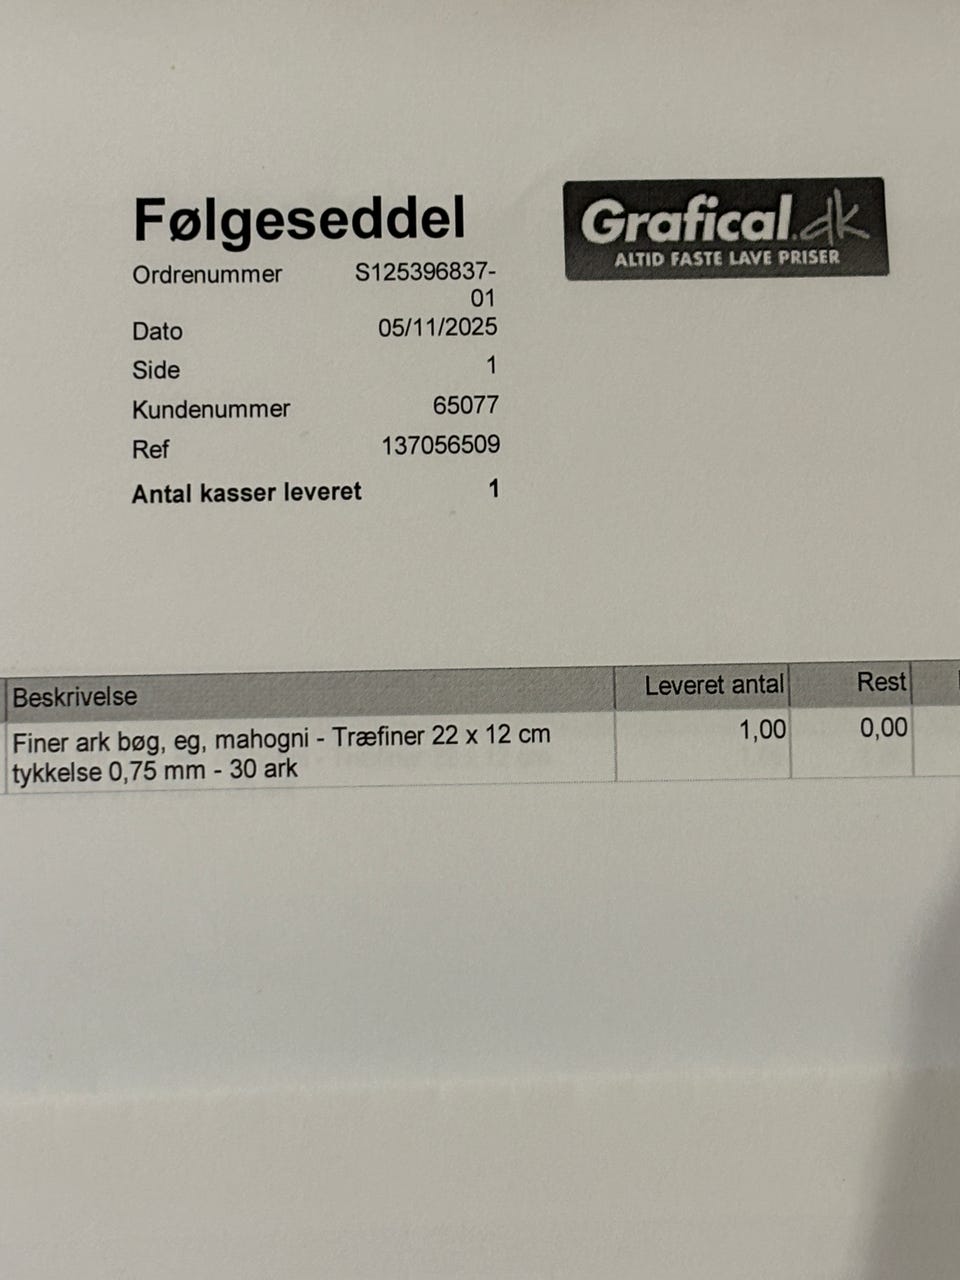 Følgeseddel
Grafical.dk
ALTID FASTE LAVE PRISER
Ordrenummer S125396837-
01
Dato 05/11/2025
Side 1
Kundenummer 65077
Ref 137056509
Antal kasser leveret 1
Beskrivelse Leveret antal Rest
Finer ark bøg, eg, mahogni - Træfiner 22 x 12 cm 1,00 0,00
tykkelse 0,75 mm - 30 ark